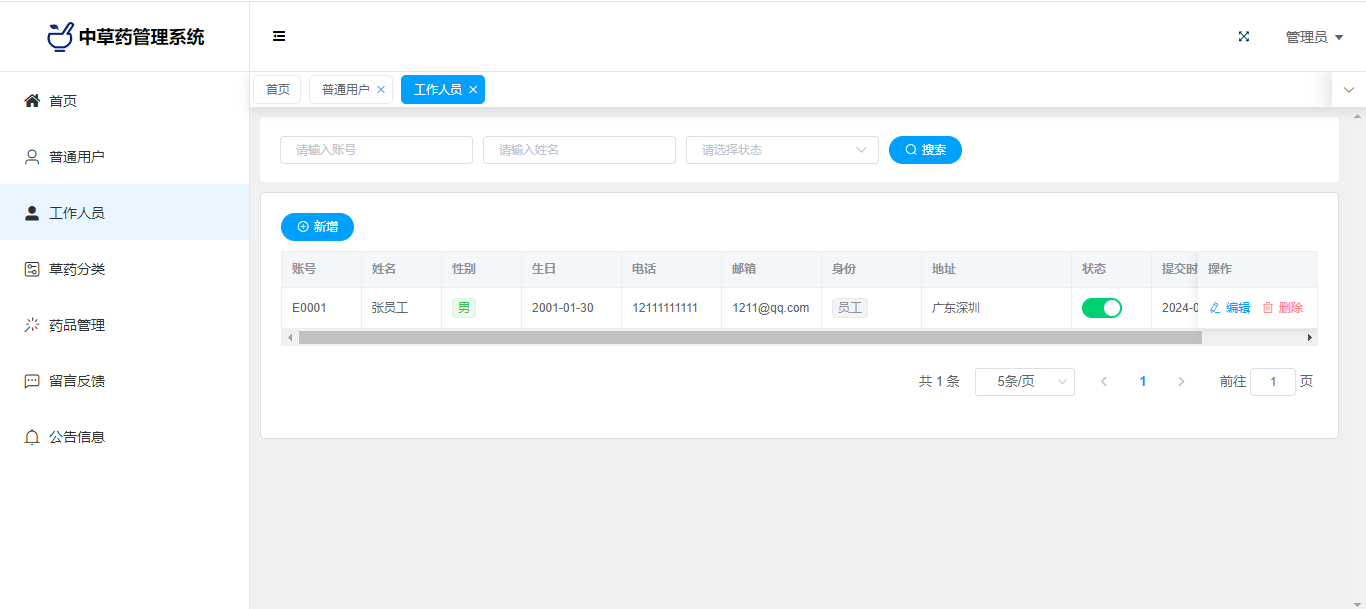 中草药管理系统
管理员
首页
普通用户
工作人员
草药分类
药品管理
留言反馈
公告信息
首页 普通用户 工作人员
请输入账号 请输入姓名 请选择状态 搜索
新增
账号 姓名 性别 生日 电话 邮箱 身份 地址 状态 提交时 操作
E0001 张员工 男 2001-01-30 12111111111 1211@qq.com 员工 广东深圳 2024-0 编辑 删除
共 1 条 5条/页 1 前往 1 页